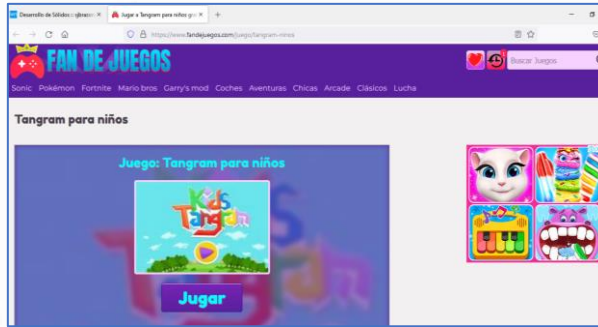 Jugar a Tangram para niños
https://www.fandejuegos.com/juego/tangram-ninos
FAN DE JUEGOS
Buscar Juegos
Sonic Pokémon Fortnite Mario bros Garry's mod Coches Aventuras Chicas Arcade Clásicos Lucha
Tangram para niños
Juego: Tangram para niños
Kids
Tangram
Jugar